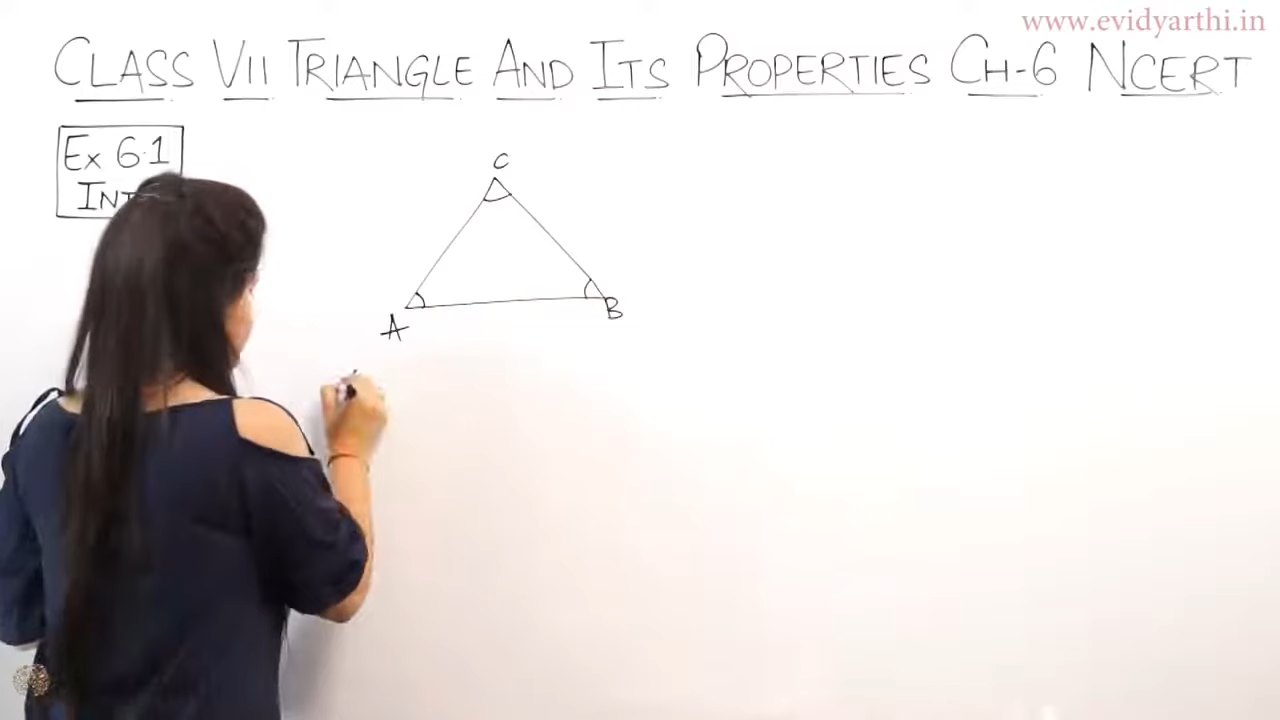 www.evidyarthi.in
CLASS VII TRIANGLE AND ITS PROPERTIES CH-6 NCERT
Ex 6.1
C
A
B